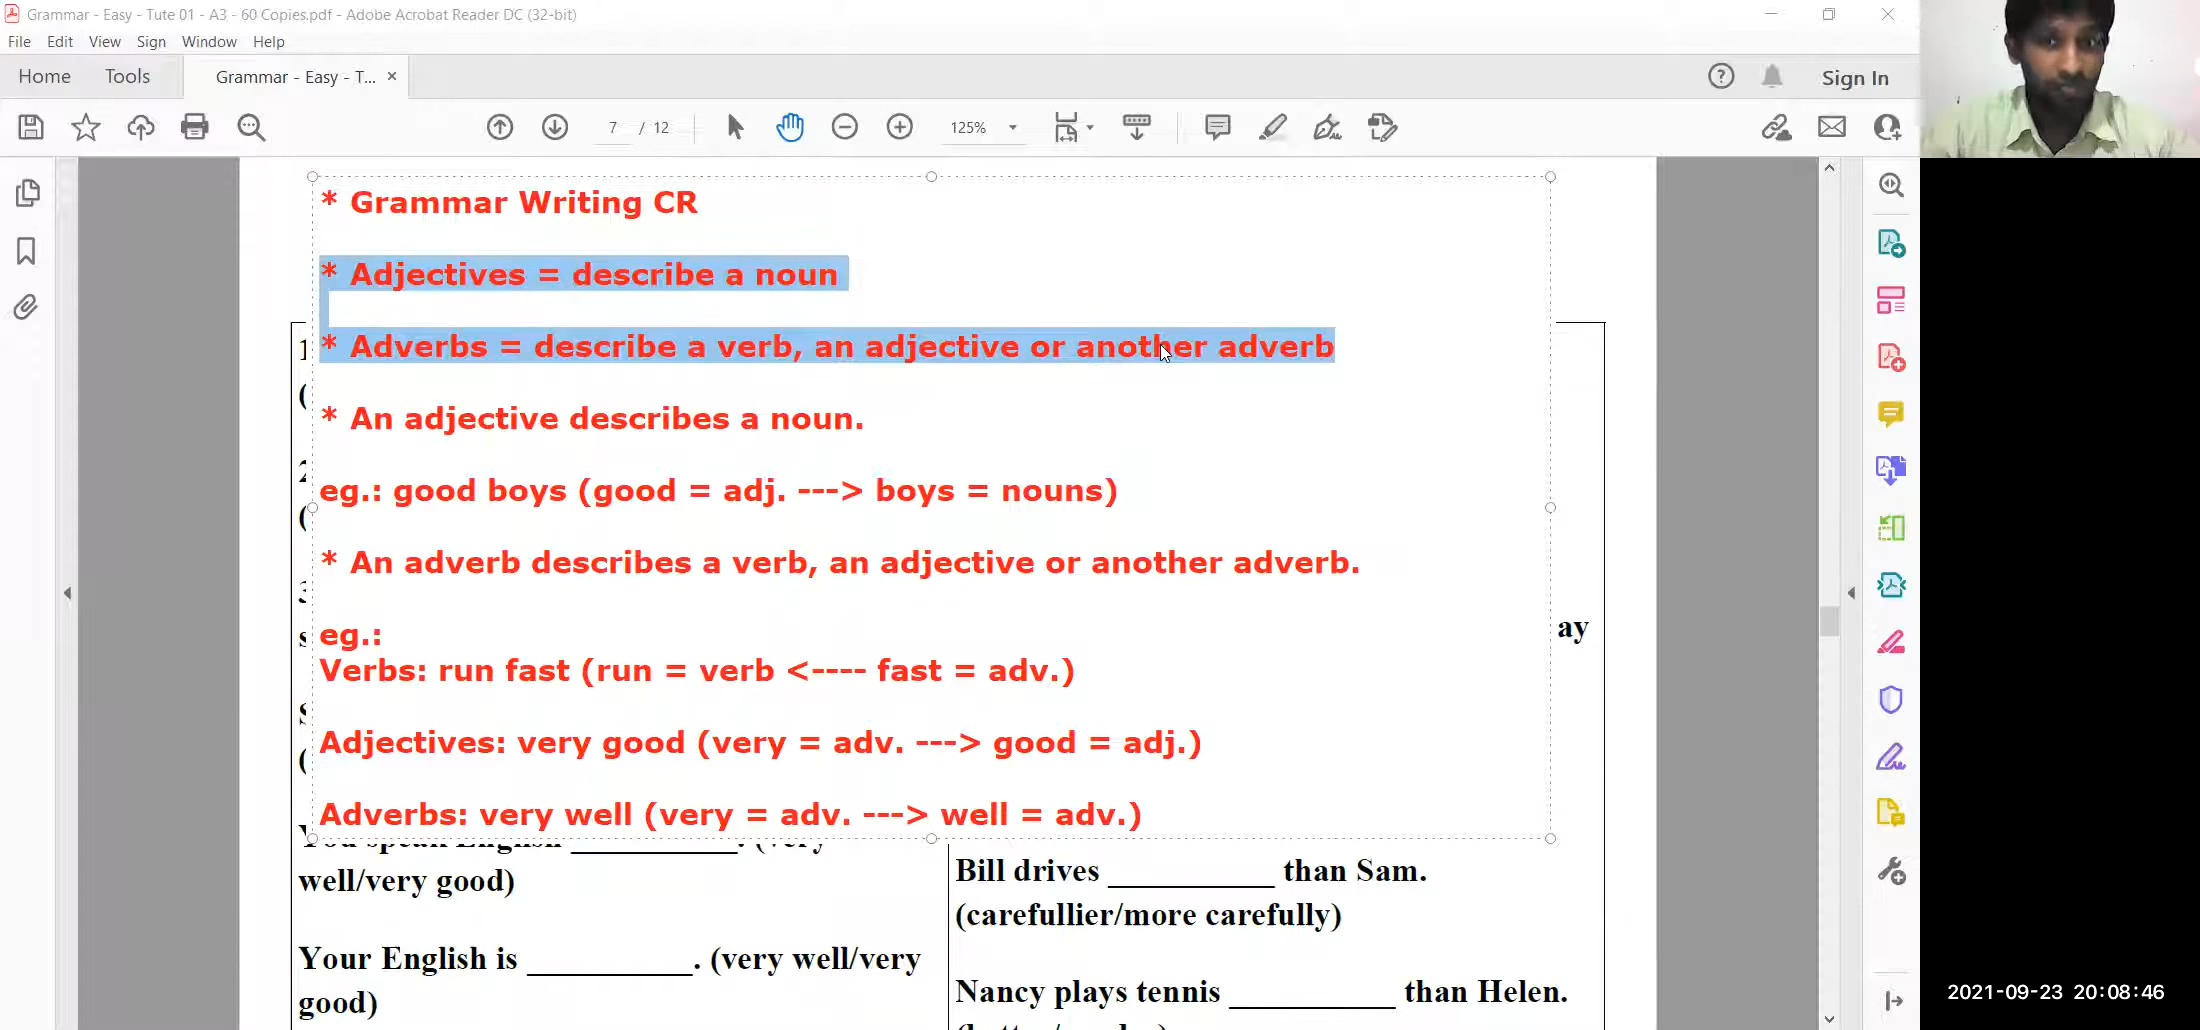 Grammar - Easy - Tute 01 - A3 - 60 Copies.pdf - Adobe Acrobat Reader DC (32-bit)
File Edit View Sign Window Help
Home Tools Grammar - Easy - T... ×
Sign In
7 / 12
125%
* Grammar Writing CR
* Adjectives = describe a noun
* Adverbs = describe a verb, an adjective or another adverb
* An adjective describes a noun.
eg.: good boys (good = adj. ---> boys = nouns)
* An adverb describes a verb, an adjective or another adverb.
eg.:
ay
Verbs: run fast (run = verb <---- fast = adv.)
Adjectives: very good (very = adv. ---> good = adj.)
Adverbs: very well (very = adv. ---> well = adv.)
You speak English __________. (very
well/very good)
Your English is __________. (very well/very
good)
Bill drives __________ than Sam.
(carefullier/more carefully)
Nancy plays tennis __________ than Helen.
2021-09-23 20:08:46